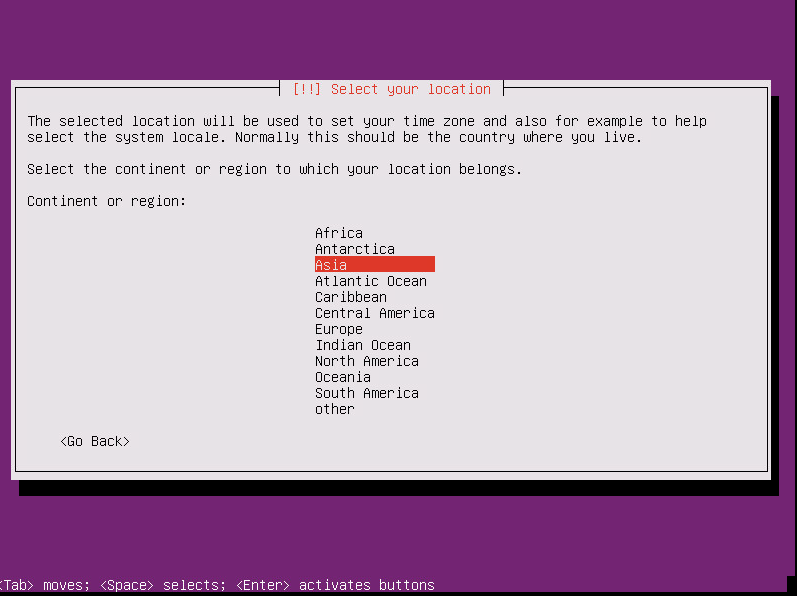 [!!] Select your location
The selected location will be used to set your time zone and also for example to help
select the system locale. Normally this should be the country where you live.
Select the continent or region to which your location belongs.
Continent or region:
Africa
Antarctica
Asia
Atlantic Ocean
Caribbean
Central America
Europe
Indian Ocean
North America
Oceania
South America
other
<Go Back>
<Tab> moves; <Space> selects; <Enter> activates buttons